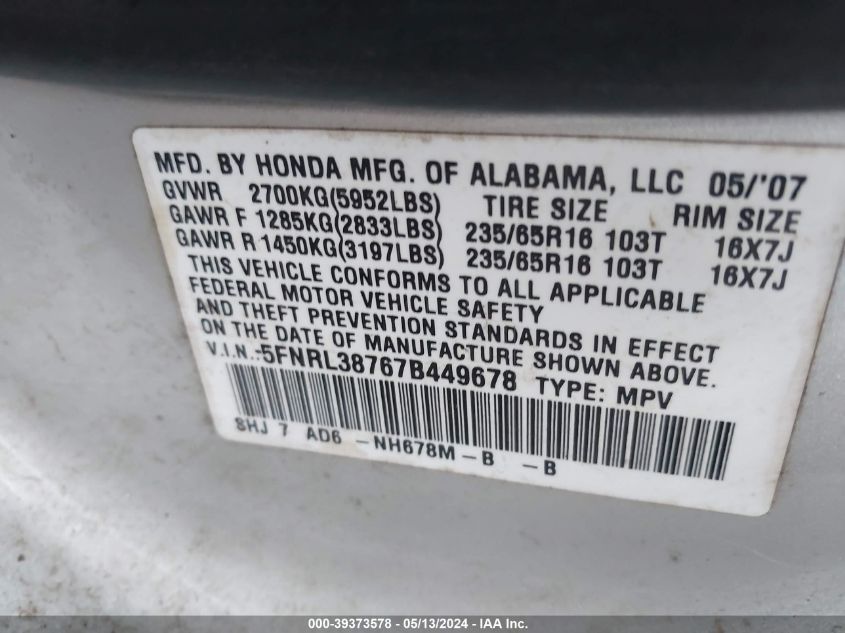 MFD. BY HONDA MFG. OF ALABAMA, LLC 05/'07
GVWR 2700KG(5952LBS) TIRE SIZE RIM SIZE
GAWR F 1285KG(2833LBS) 235/65R16 103T 16X7J
GAWR R 1450KG(3197LBS) 235/65R16 103T 16X7J
THIS VEHICLE CONFORMS TO ALL APPLICABLE
FEDERAL MOTOR VEHICLE SAFETY
AND THEFT PREVENTION STANDARDS IN EFFECT
ON THE DATE OF MANUFACTURE SHOWN ABOVE.
V.I.N.:5FNRL38767B449678 TYPE: MPV
SHJ 7 AD6 -NH678M-B -B
000-39373578 - 05/13/2024 - IAA Inc.